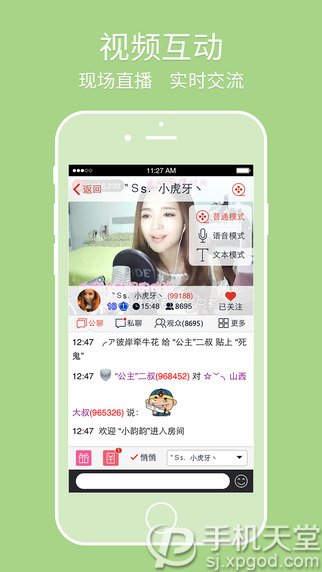 视频互动
现场直播 实时交流
11:27 AM
返回
"Ss. 小虎牙丶
普通模式
语音模式
文本模式
"Ss. 小虎牙丶 (99188)
15:48 8695
已关注
公聊 私聊 观众(8695) 更多
12:47 ╭ア彼岸牵牛花 给 “公主”二叔 贴上 “死
鬼”
12:47 “公主”二叔(968452) 对 ☆ˇ╮山西
大叔(965326) 说：
12:47 欢迎 “小韵韵”进入房间
悄悄 "Ss. 小虎牙丶
手机天堂
sj.xpgod.com